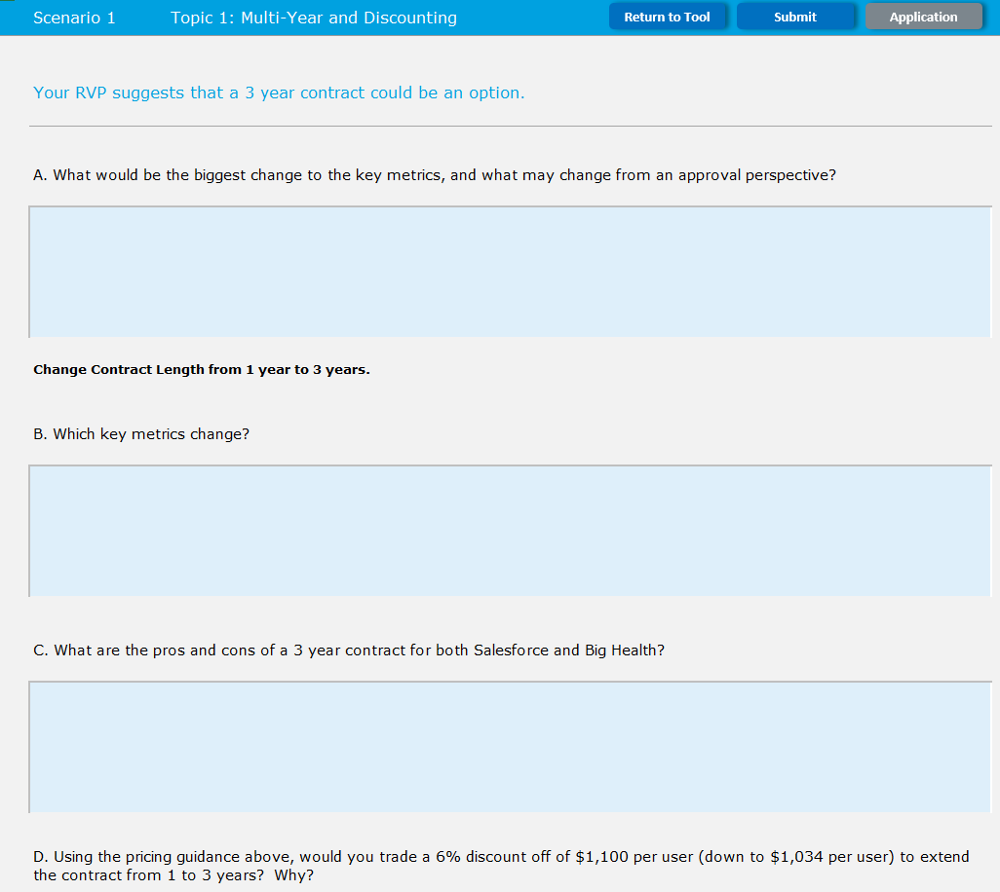 Scenario 1 Topic 1: Multi-Year and Discounting Return to Tool Submit Application
Your RVP suggests that a 3 year contract could be an option.
A. What would be the biggest change to the key metrics, and what may change from an approval perspective?
Change Contract Length from 1 year to 3 years.
B. Which key metrics change?
C. What are the pros and cons of a 3 year contract for both Salesforce and Big Health?
D. Using the pricing guidance above, would you trade a 6% discount off of $1,100 per user (down to $1,034 per user) to extend
the contract from 1 to 3 years? Why?